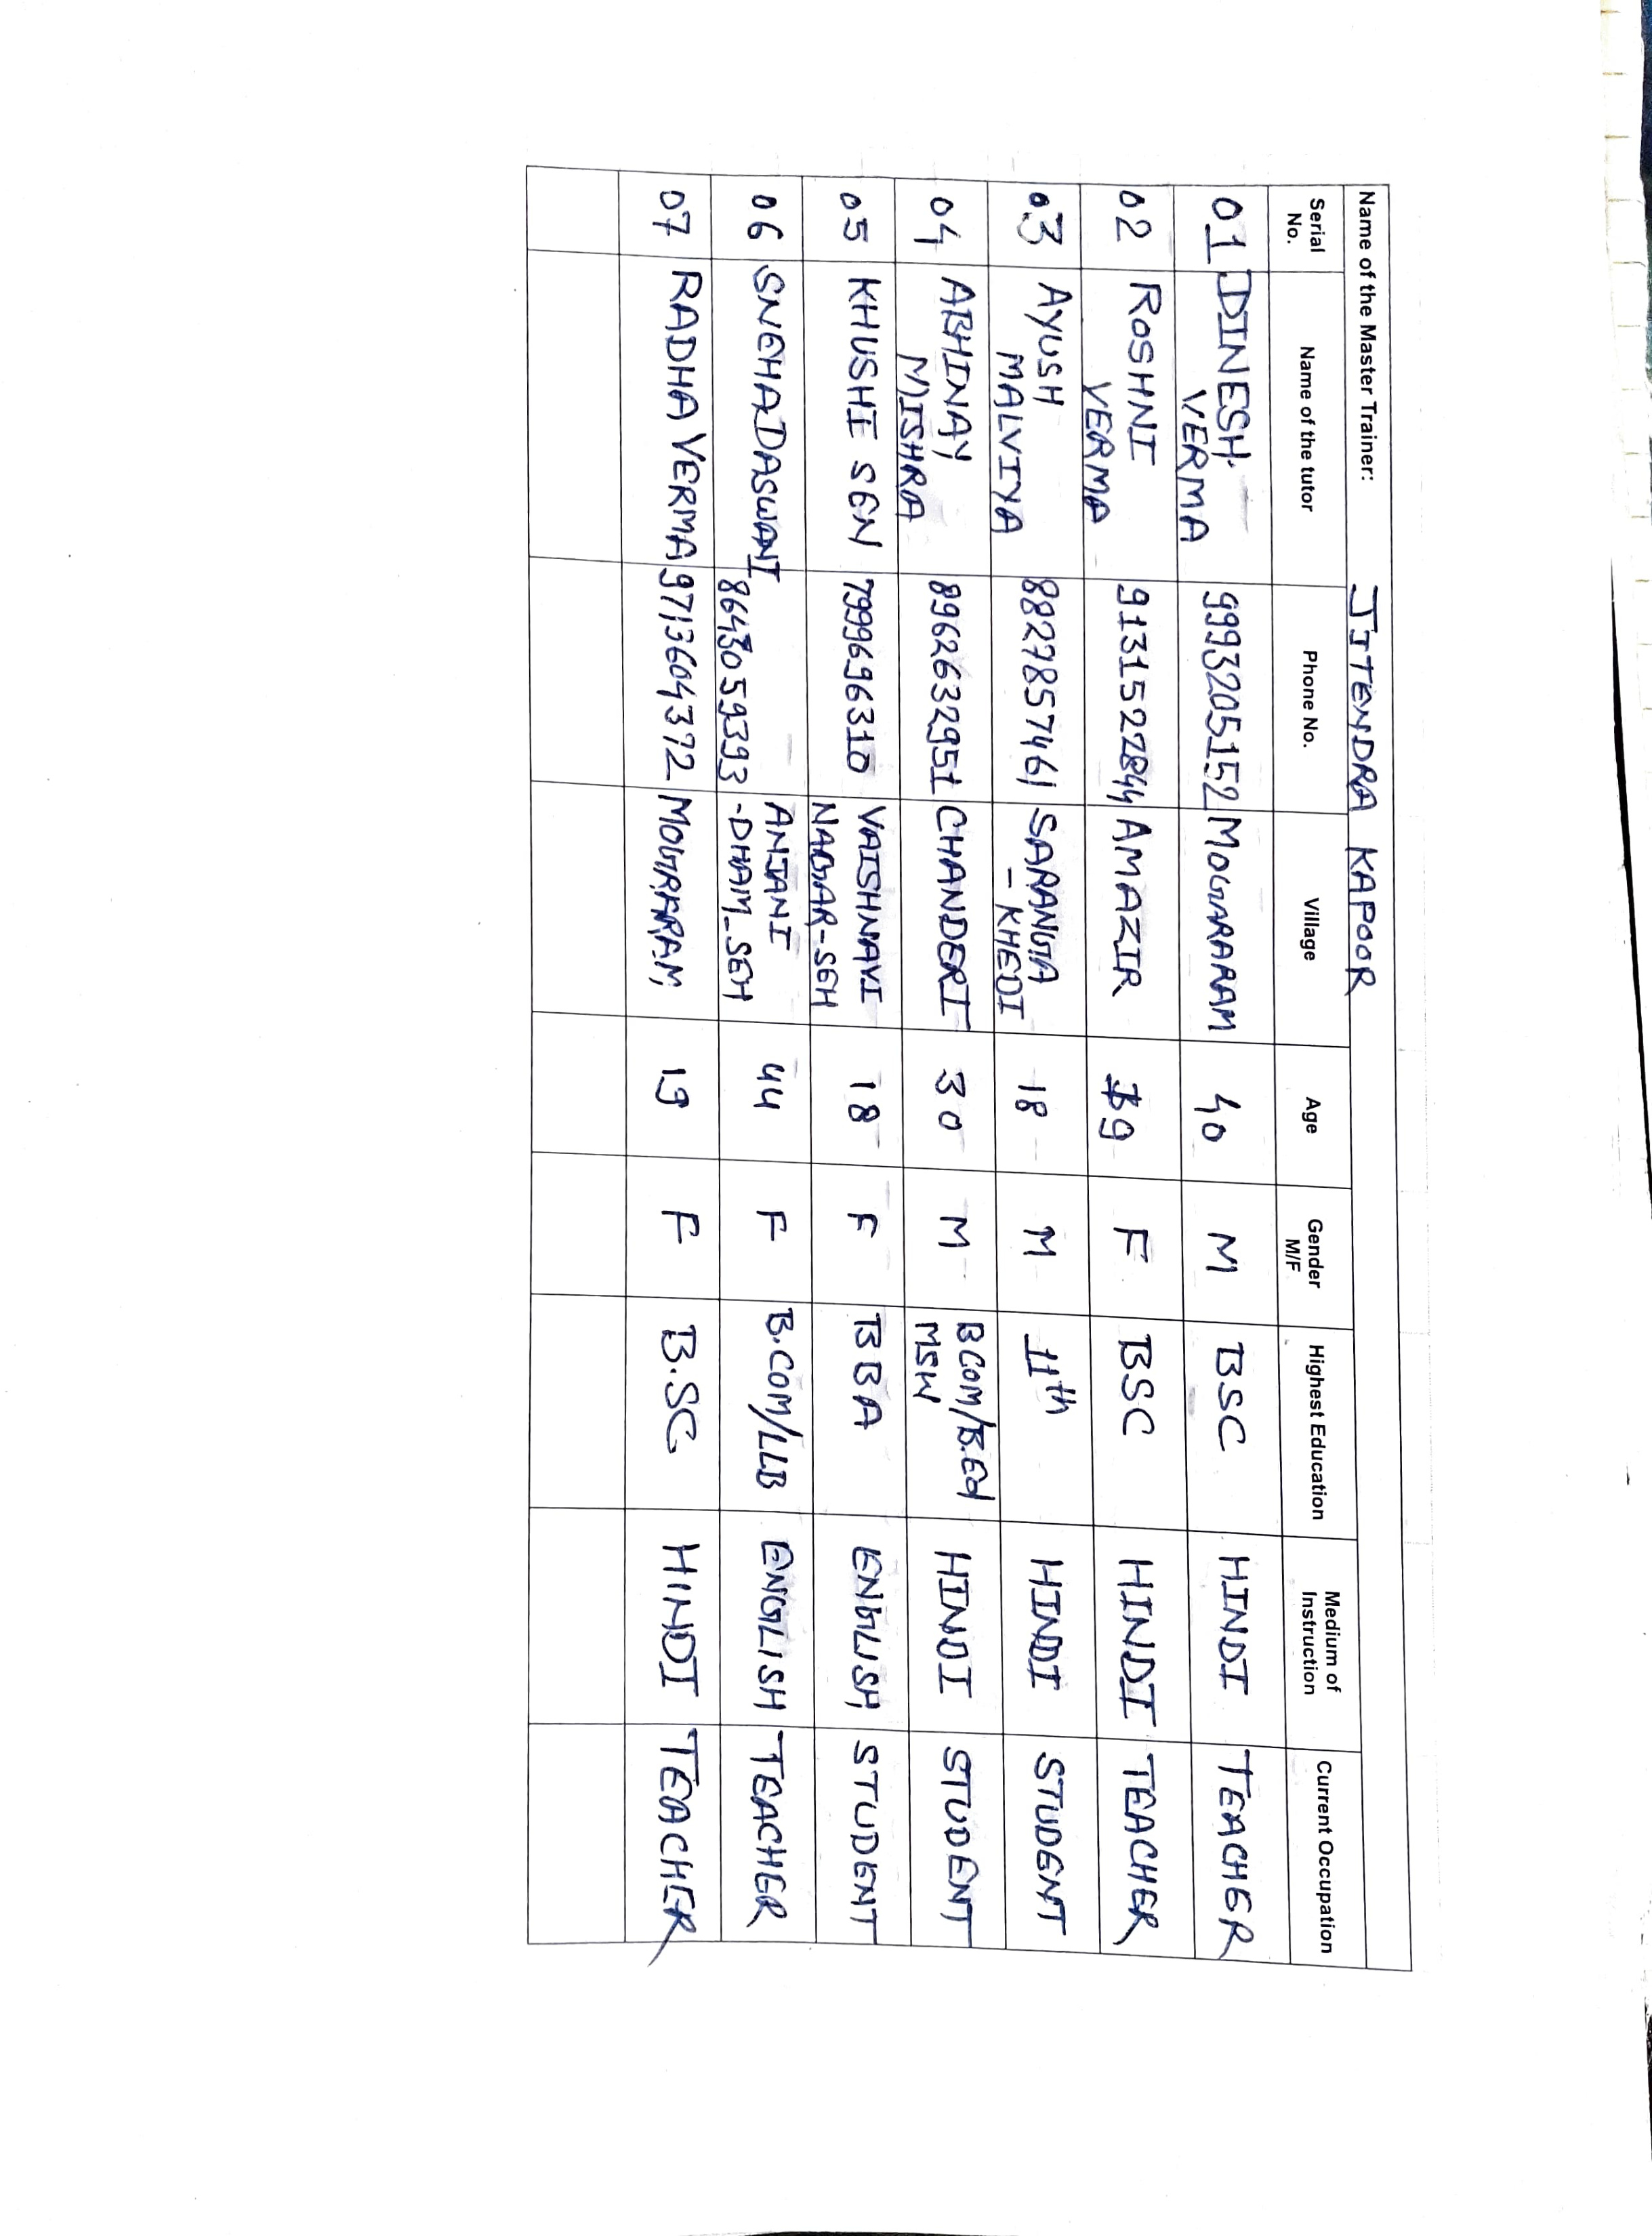 Name of the Master Trainer: JITENDRA KAPOOR
Serial No. Name of the tutor Phone No. Village Age Gender M/F Highest Education Medium of Instruction Current Occupation
01 DINESH VERMA 9993205152 MOGARARAM 40 M BSC HINDI TEACHER
02 ROSHNI VERMA 9131522844 AMAZIR F BSC HINDI TEACHER
03 AYUSH MALVIYA 8827857461 SARANGA - KHEDI 18 M 11th HINDI STUDENT
04 ABHINAY MISHRA 8962632951 CHANDERI 30 M BCOM/B.Ed MSW HINDI STUDENT
05 KHUSHI SEN 7999696310 VAISHNAVI NAGAR-SEH 18 F BBA ENGLISH STUDENT
06 SNEHA DASWANI 8643059393 ANJANI -DHAM_SEH 44 F B.COM/LLB ENGLISH TEACHER
07 RADHA VERMA 9713604372 19 F B.SC HINDI TEACHER